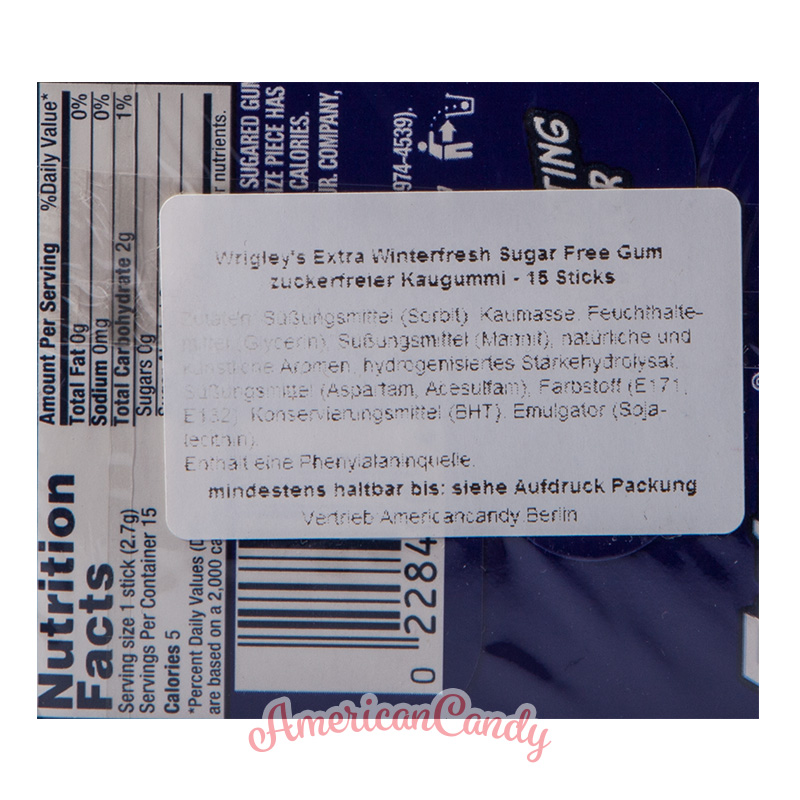 Wrigley's Extra Winterfresh Sugar Free Gum
zuckerfreier Kaugummi - 15 Sticks
Zutaten: Süßungsmittel (Sorbit), Kaumasse, Feuchthalte-
mittel (Glycerin), Süßungsmittel (Mannit), natürliche und
künstliche Aromen, hydrogenisiertes Stärkehydrolysat,
Süßungsmittel (Aspartam, Acesulfam), Farbstoff (E171,
E132), Konservierungsmittel (BHT), Emulgator (Soja-
lecithin).
Enthält eine Phenylalaninquelle.
mindestens haltbar bis: siehe Aufdruck Packung
Vertrieb: Americancandy Berlin
Nutrition
Facts
Serving size 1 stick (2.7g)
Servings Per Container 15
Calories 5
*Percent Daily Values
are based on a 2,000
Amount Per Serving %Daily Value*
Total Fat 0g 0%
Sodium 0mg 0%
Total Carbohydrate 2g 1%
Sugars 0g
nutrients.
SUGARED
PIECE HAS
CALORIES.
COMPANY,
974-4539).
0 2284
AmericanCandy